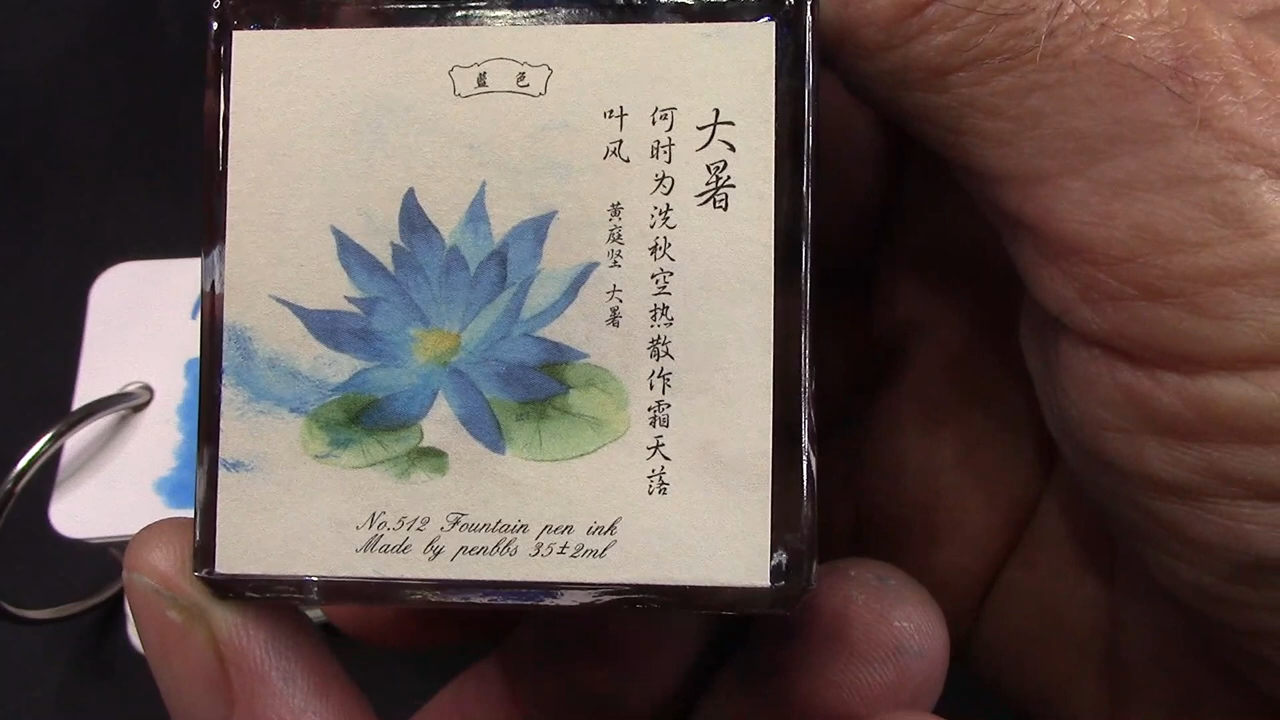 藍色
大暑
何时为洗秋空热散作霜天落
叶风
黄庭坚 大暑
No.512 Fountain pen ink
Made by penbbs 35±2ml